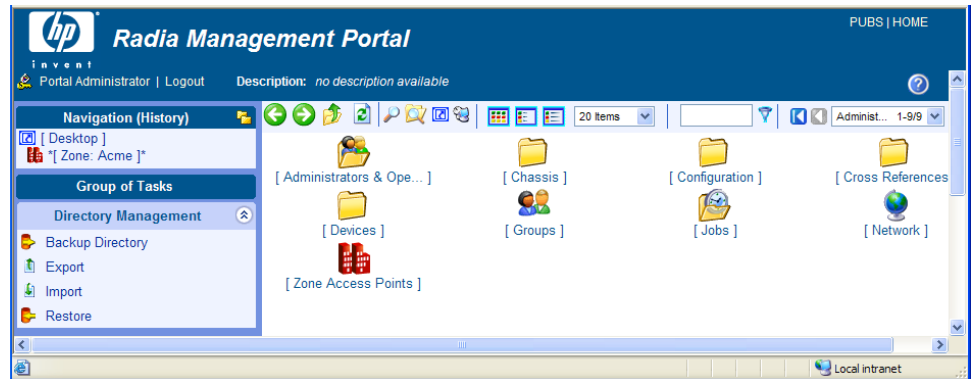 PUBS | HOME
hp
Radia Management Portal
invent
Portal Administrator | Logout
Description: no description available
Navigation (History)
[ Desktop ]
*[ Zone: Acme ]*
Group of Tasks
Directory Management
Backup Directory
Export
Import
Restore
20 Items
Administ... 1-9/9
[ Administrators & Ope... ]
[ Chassis ]
[ Configuration ]
[ Cross References
[ Devices ]
[ Groups ]
[ Jobs ]
[ Network ]
[ Zone Access Points ]
Local intranet